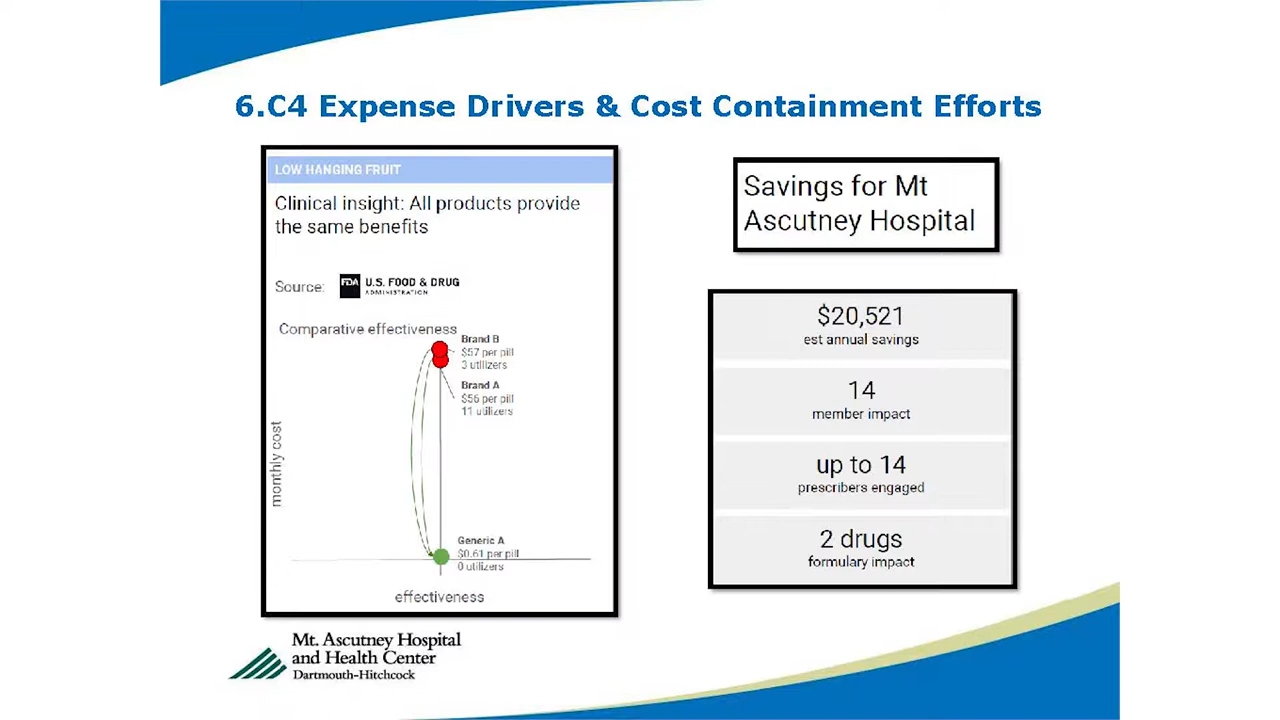 6.C4 Expense Drivers & Cost Containment Efforts
LOW HANGING FRUIT
Clinical insight: All products provide
the same benefits
Source:
FDA
U.S. FOOD & DRUG
ADMINISTRATION
Comparative effectiveness
Brand B
$57 per pill
3 utilizers
Brand A
$56 per pill
11 utilizers
monthly cost
Generic A
$0.61 per pill
0 utilizers
effectiveness
Savings for Mt
Ascutney Hospital
$20,521
est annual savings
14
member impact
up to 14
prescribers engaged
2 drugs
formulary impact
Mt. Ascutney Hospital
and Health Center
Dartmouth-Hitchcock